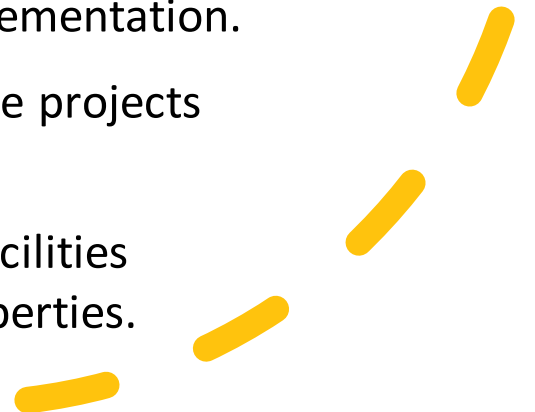 ementation.
e projects
cilities
perties.